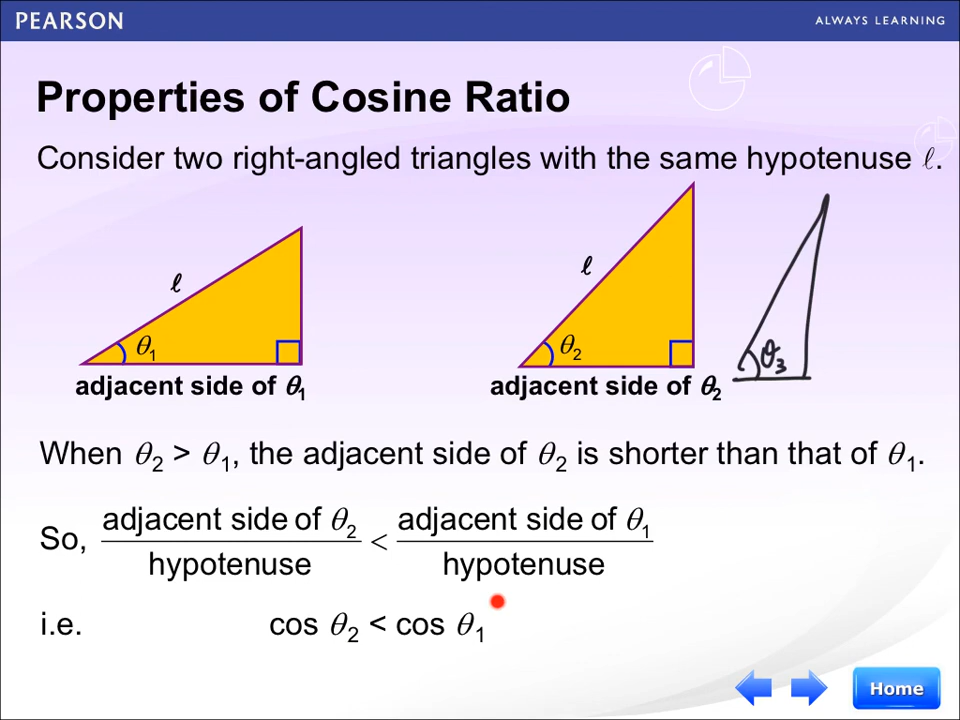 PEARSON
ALWAYS LEARNING
Properties of Cosine Ratio
Consider two right-angled triangles with the same hypotenuse ℓ.
ℓ
θ₁
adjacent side of θ₁
ℓ
θ₂
adjacent side of θ₂
θ₃
When θ₂ > θ₁, the adjacent side of θ₂ is shorter than that of θ₁.
So, adjacent side of θ₂ / hypotenuse < adjacent side of θ₁ / hypotenuse
i.e. cos θ₂ < cos θ₁
Home